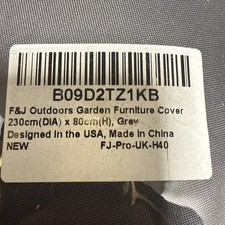 B09D2TZ1KB
F&J Outdoors Garden Furniture Cover
230cm(DIA) x 80cm(H), Grey
Designed in the USA, Made in China
NEW FJ-Pro-UK-H40